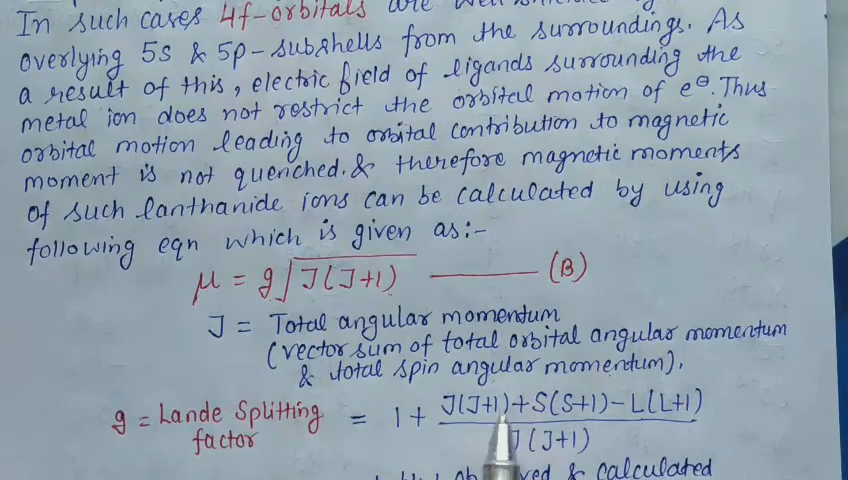 In such cases 4f-orbitals are well shielded by
overlying 5s & 5p-subshells from the surroundings. As
a result of this, electric field of ligands surrounding the
metal ion does not restrict the orbital motion of e⊖. Thus
orbital motion leading to orbital contribution to magnetic
moment is not quenched. & therefore magnetic moments
of such lanthanide ions can be calculated by using
following eqn which is given as:-
μ = g√J(J+1) ——— (B)
J = Total angular momentum
(vector sum of total orbital angular momentum
& total spin angular momentum).
g = Lande Splitting factor = 1 + J(J+1)+S(S+1)-L(L+1) / J(J+1)
& calculated